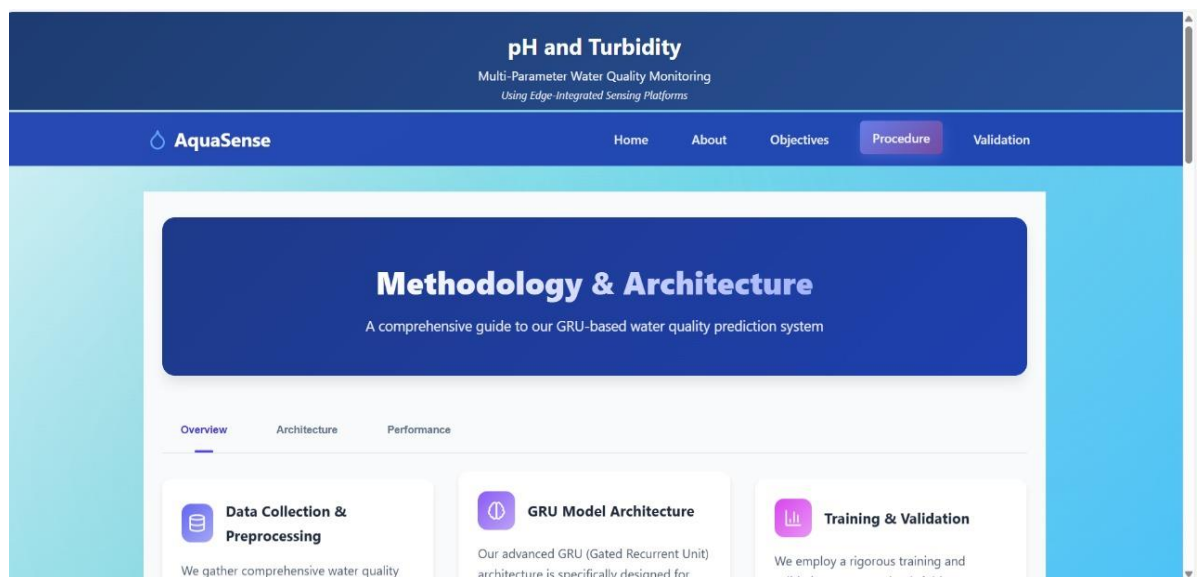 pH and Turbidity
Multi-Parameter Water Quality Monitoring
Using Edge-Integrated Sensing Platforms
AquaSense
Home
About
Objectives
Procedure
Validation
Methodology & Architecture
A comprehensive guide to our GRU-based water quality prediction system
Overview
Architecture
Performance
Data Collection &
Preprocessing
We gather comprehensive water quality
GRU Model Architecture
Our advanced GRU (Gated Recurrent Unit)
architecture is specifically designed for
Training & Validation
We employ a rigorous training and